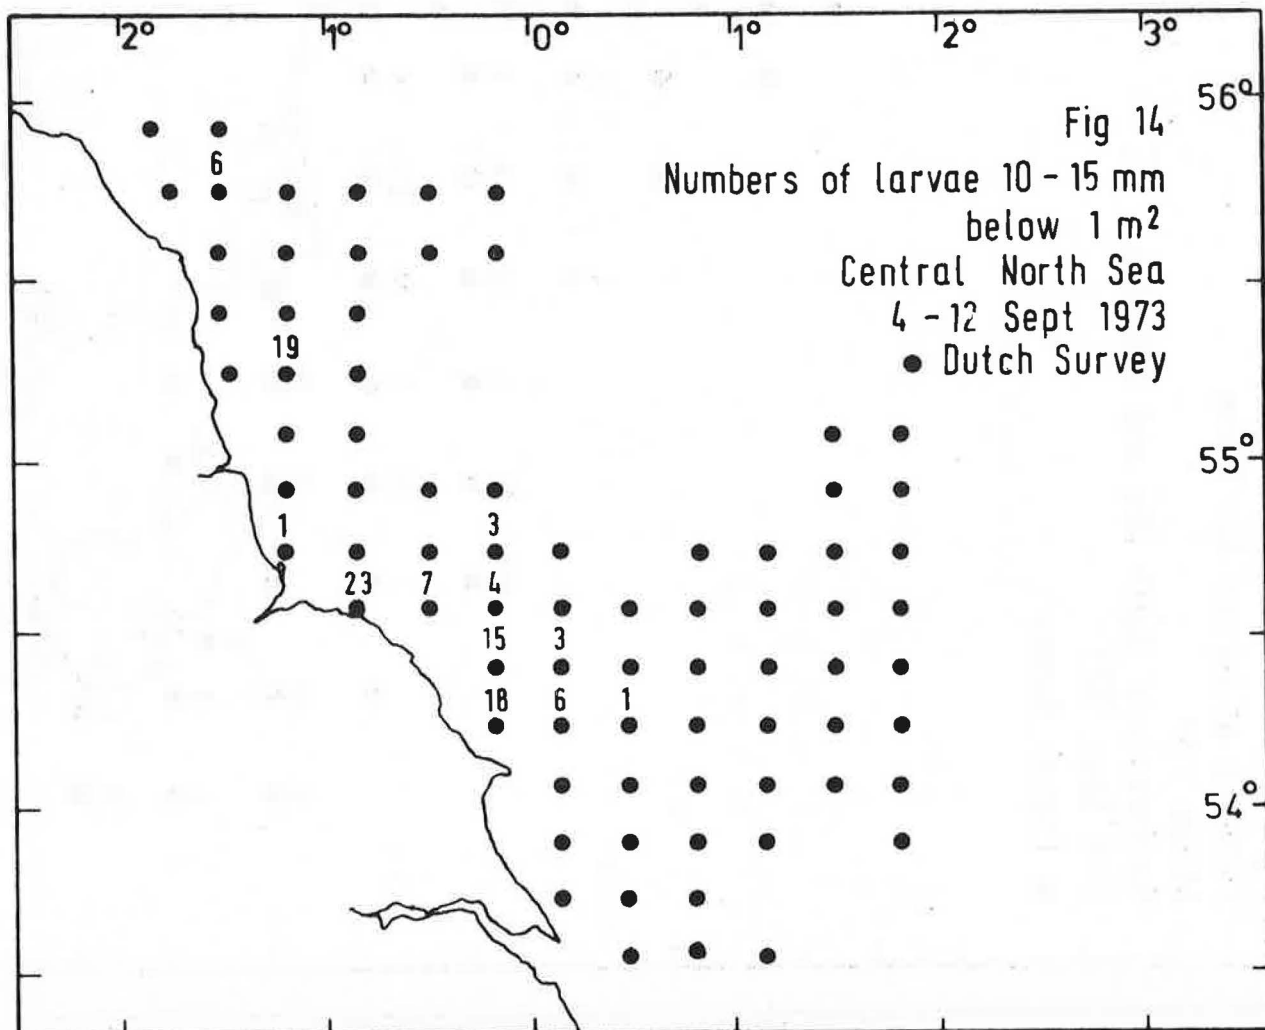 2° 1° 0° 1° 2° 3°
56°
Fig 14
Numbers of larvae 10 - 15 mm
below 1 m²
Central North Sea
4 - 12 Sept 1973
● Dutch Survey
6
19
55°
1 3
23 7 4
15 3
18 6 1
54°